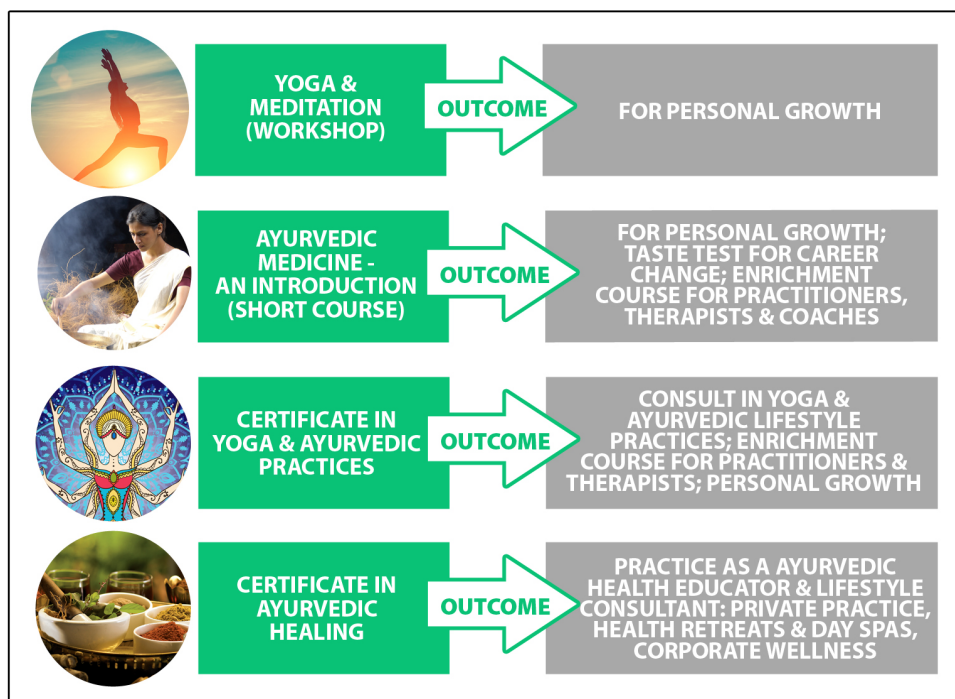 YOGA &
MEDITATION
(WORKSHOP)
OUTCOME
FOR PERSONAL GROWTH
AYURVEDIC
MEDICINE -
AN INTRODUCTION
(SHORT COURSE)
OUTCOME
FOR PERSONAL GROWTH;
TASTE TEST FOR CAREER
CHANGE; ENRICHMENT
COURSE FOR PRACTITIONERS,
THERAPISTS & COACHES
CERTIFICATE IN
YOGA & AYURVEDIC
PRACTICES
OUTCOME
CONSULT IN YOGA &
AYURVEDIC LIFESTYLE
PRACTICES; ENRICHMENT
COURSE FOR PRACTITIONERS &
THERAPISTS; PERSONAL GROWTH
CERTIFICATE IN
AYURVEDIC
HEALING
OUTCOME
PRACTICE AS A AYURVEDIC
HEALTH EDUCATOR & LIFESTYLE
CONSULTANT: PRIVATE PRACTICE,
HEALTH RETREATS & DAY SPAS,
CORPORATE WELLNESS